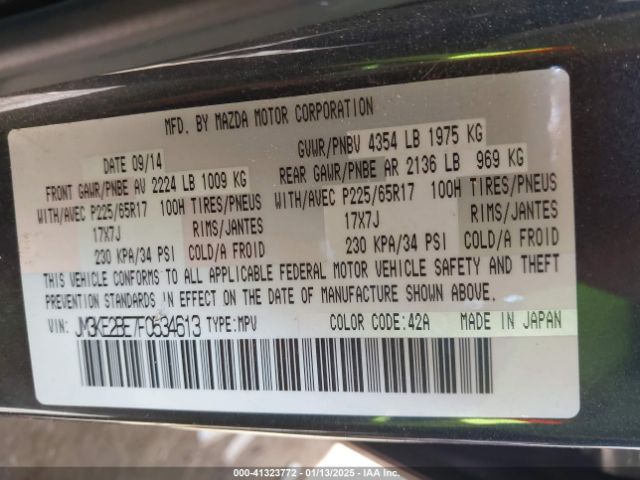 MFD. BY MAZDA MOTOR CORPORATION
DATE 09/14 GVWR/PNBV 4354 LB 1975 KG
FRONT GAWR/PNBE AV 2224 LB 1009 KG REAR GAWR/PNBE AR 2136 LB 969 KG
WITH/AVEC P225/65R17 100H TIRES/PNEUS WITH/AVEC P225/65R17 100H TIRES/PNEUS
17X7J RIMS/JANTES 17X7J RIMS/JANTES
230 KPA/34 PSI COLD/A FROID 230 KPA/34 PSI COLD/A FROID
THIS VEHICLE CONFORMS TO ALL APPLICABLE FEDERAL MOTOR VEHICLE SAFETY AND THEFT
PREVENTION STANDARDS IN EFFECT ON THE DATE OF MANUFACTURE SHOWN ABOVE.
VIN: JM3KE2BE7F0534613 TYPE:MPV COLOR CODE:42A MADE IN JAPAN
000-41323772 - 01/13/2025 - IAA Inc.